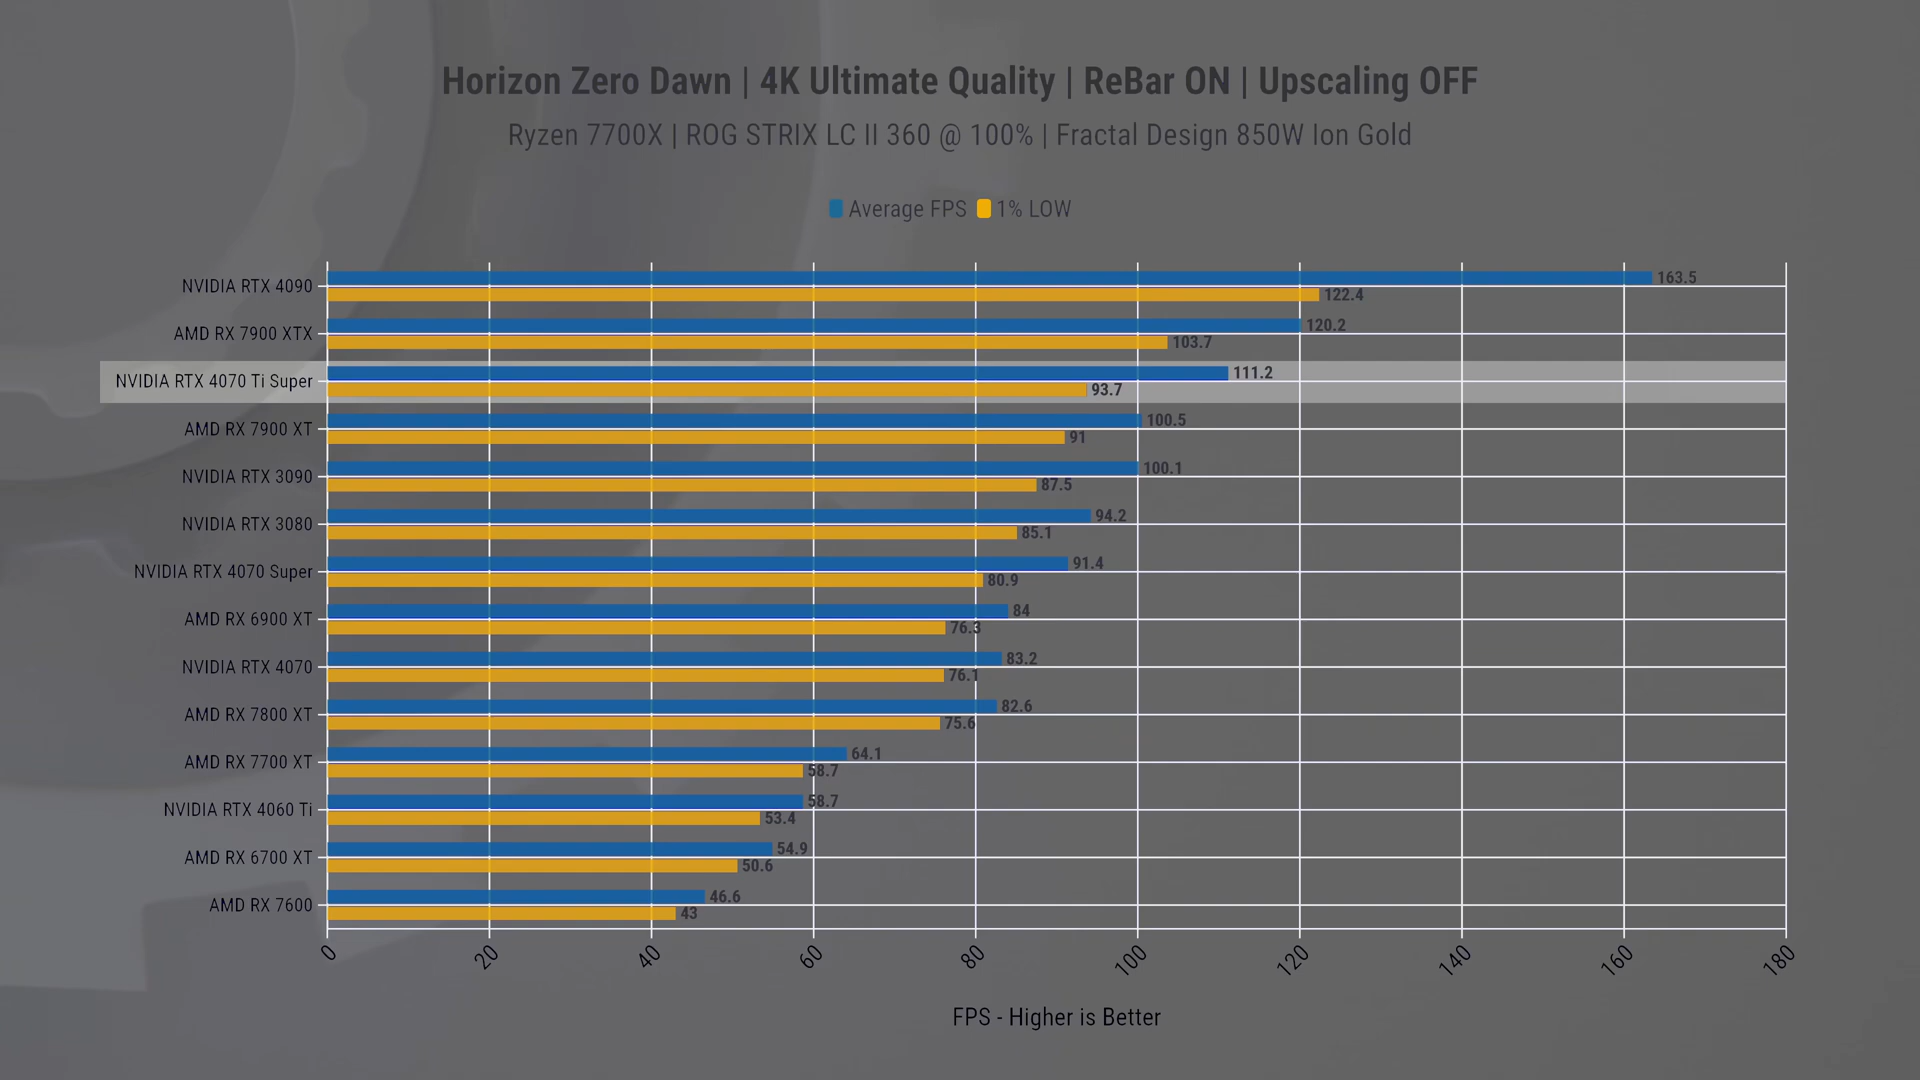 Horizon Zero Dawn | 4K Ultimate Quality | ReBar ON | Upscaling OFF
Ryzen 7700X | ROG STRIX LC II 360 @ 100% | Fractal Design 850W Ion Gold
Average FPS 1% LOW
NVIDIA RTX 4090 163.5
122.4
AMD RX 7900 XTX 120.2
103.7
NVIDIA RTX 4070 Ti Super 111.2
93.7
AMD RX 7900 XT 100.5
91
NVIDIA RTX 3090 100.1
87.5
NVIDIA RTX 3080 94.2
85.1
NVIDIA RTX 4070 Super 91.4
80.9
AMD RX 6900 XT 84
76.3
NVIDIA RTX 4070 83.2
76.1
AMD RX 7800 XT 82.6
75.6
AMD RX 7700 XT 64.1
58.7
NVIDIA RTX 4060 Ti 58.7
53.4
AMD RX 6700 XT 54.9
50.6
AMD RX 7600 46.6
43
0 20 40 60 80 100 120 140 160 180
FPS - Higher is Better